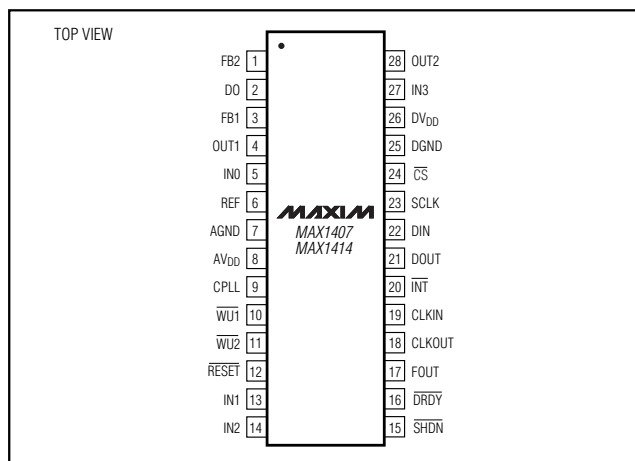 TOP VIEW
FB2 1
DO 2
FB1 3
OUT1 4
IN0 5
REF 6
AGND 7
AVDD 8
CPLL 9
WU1 10
WU2 11
RESET 12
IN1 13
IN2 14
MAXIM
MAX1407
MAX1414
28 OUT2
27 IN3
26 DVDD
25 DGND
24 CS
23 SCLK
22 DIN
21 DOUT
20 INT
19 CLKIN
18 CLKOUT
17 FOUT
16 DRDY
15 SHDN